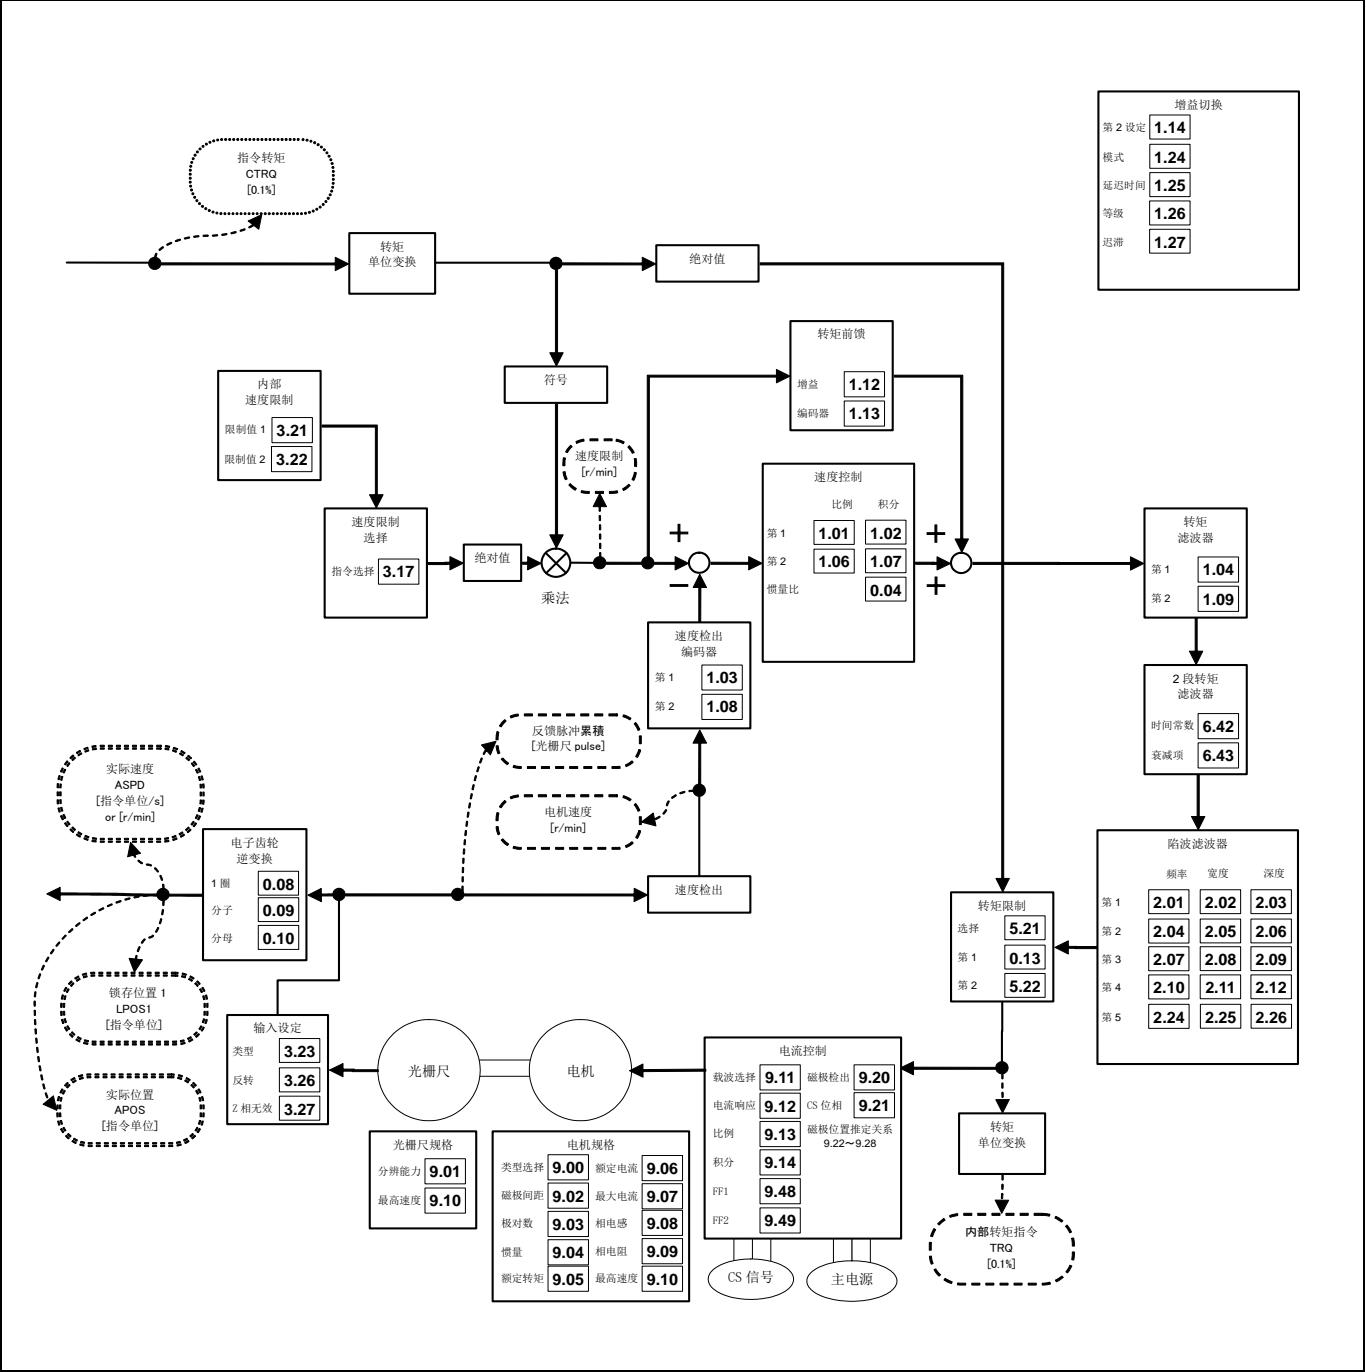 增益切换
第 2 设定 1.14
模式 1.24
延迟时间 1.25
等级 1.26
迟滞 1.27
指令转矩
CTRQ
[0.1%]
转矩
单位变换
绝对值
转矩前馈
增益 1.12
编码器 1.13
符号
内部
速度限制
限制值 1 3.21
限制值 2 3.22
速度限制
[r/min]
速度控制
比例 积分
第 1 1.01 1.02
第 2 1.06 1.07
惯量比 0.04
速度限制
选择
指令选择 3.17
绝对值
乘法
+
−
+
+
转矩
滤波器
第 1 1.04
第 2 1.09
速度检出
编码器
第 1 1.03
第 2 1.08
2 段转矩
滤波器
时间常数 6.42
衰减项 6.43
反馈脉冲累積
[光栅尺 pulse]
实际速度
ASPD
[指令单位/s]
or [r/min]
电机速度
[r/min]
电子齿轮
逆变换
1 圈 0.08
分子 0.09
分母 0.10
速度检出
陷波滤波器
频率 宽度 深度
第 1 2.01 2.02 2.03
第 2 2.04 2.05 2.06
第 3 2.07 2.08 2.09
第 4 2.10 2.11 2.12
第 5 2.24 2.25 2.26
转矩限制
选择 5.21
第 1 0.13
第 2 5.22
锁存位置 1
LPOS1
[指令单位]
实际位置
APOS
[指令单位]
输入设定
类型 3.23
反转 3.26
Z 相无效 3.27
光栅尺
电机
电流控制
载波选择 9.11 磁极检出 9.20
电流响应 9.12 CS 位相 9.21
比例 9.13 磁极位置推定关系
9.22～9.28
积分 9.14
FF1 9.48
FF2 9.49
转矩
单位变换
光栅尺规格
分辨能力 9.01
最高速度 9.10
电机规格
类型选择 9.00 额定电流 9.06
磁极间距 9.02 最大电流 9.07
极对数 9.03 相电感 9.08
惯量 9.04 相电阻 9.09
额定转矩 9.05 最高速度 9.10
CS 信号
主电源
内部转矩指令
TRQ
[0.1%]